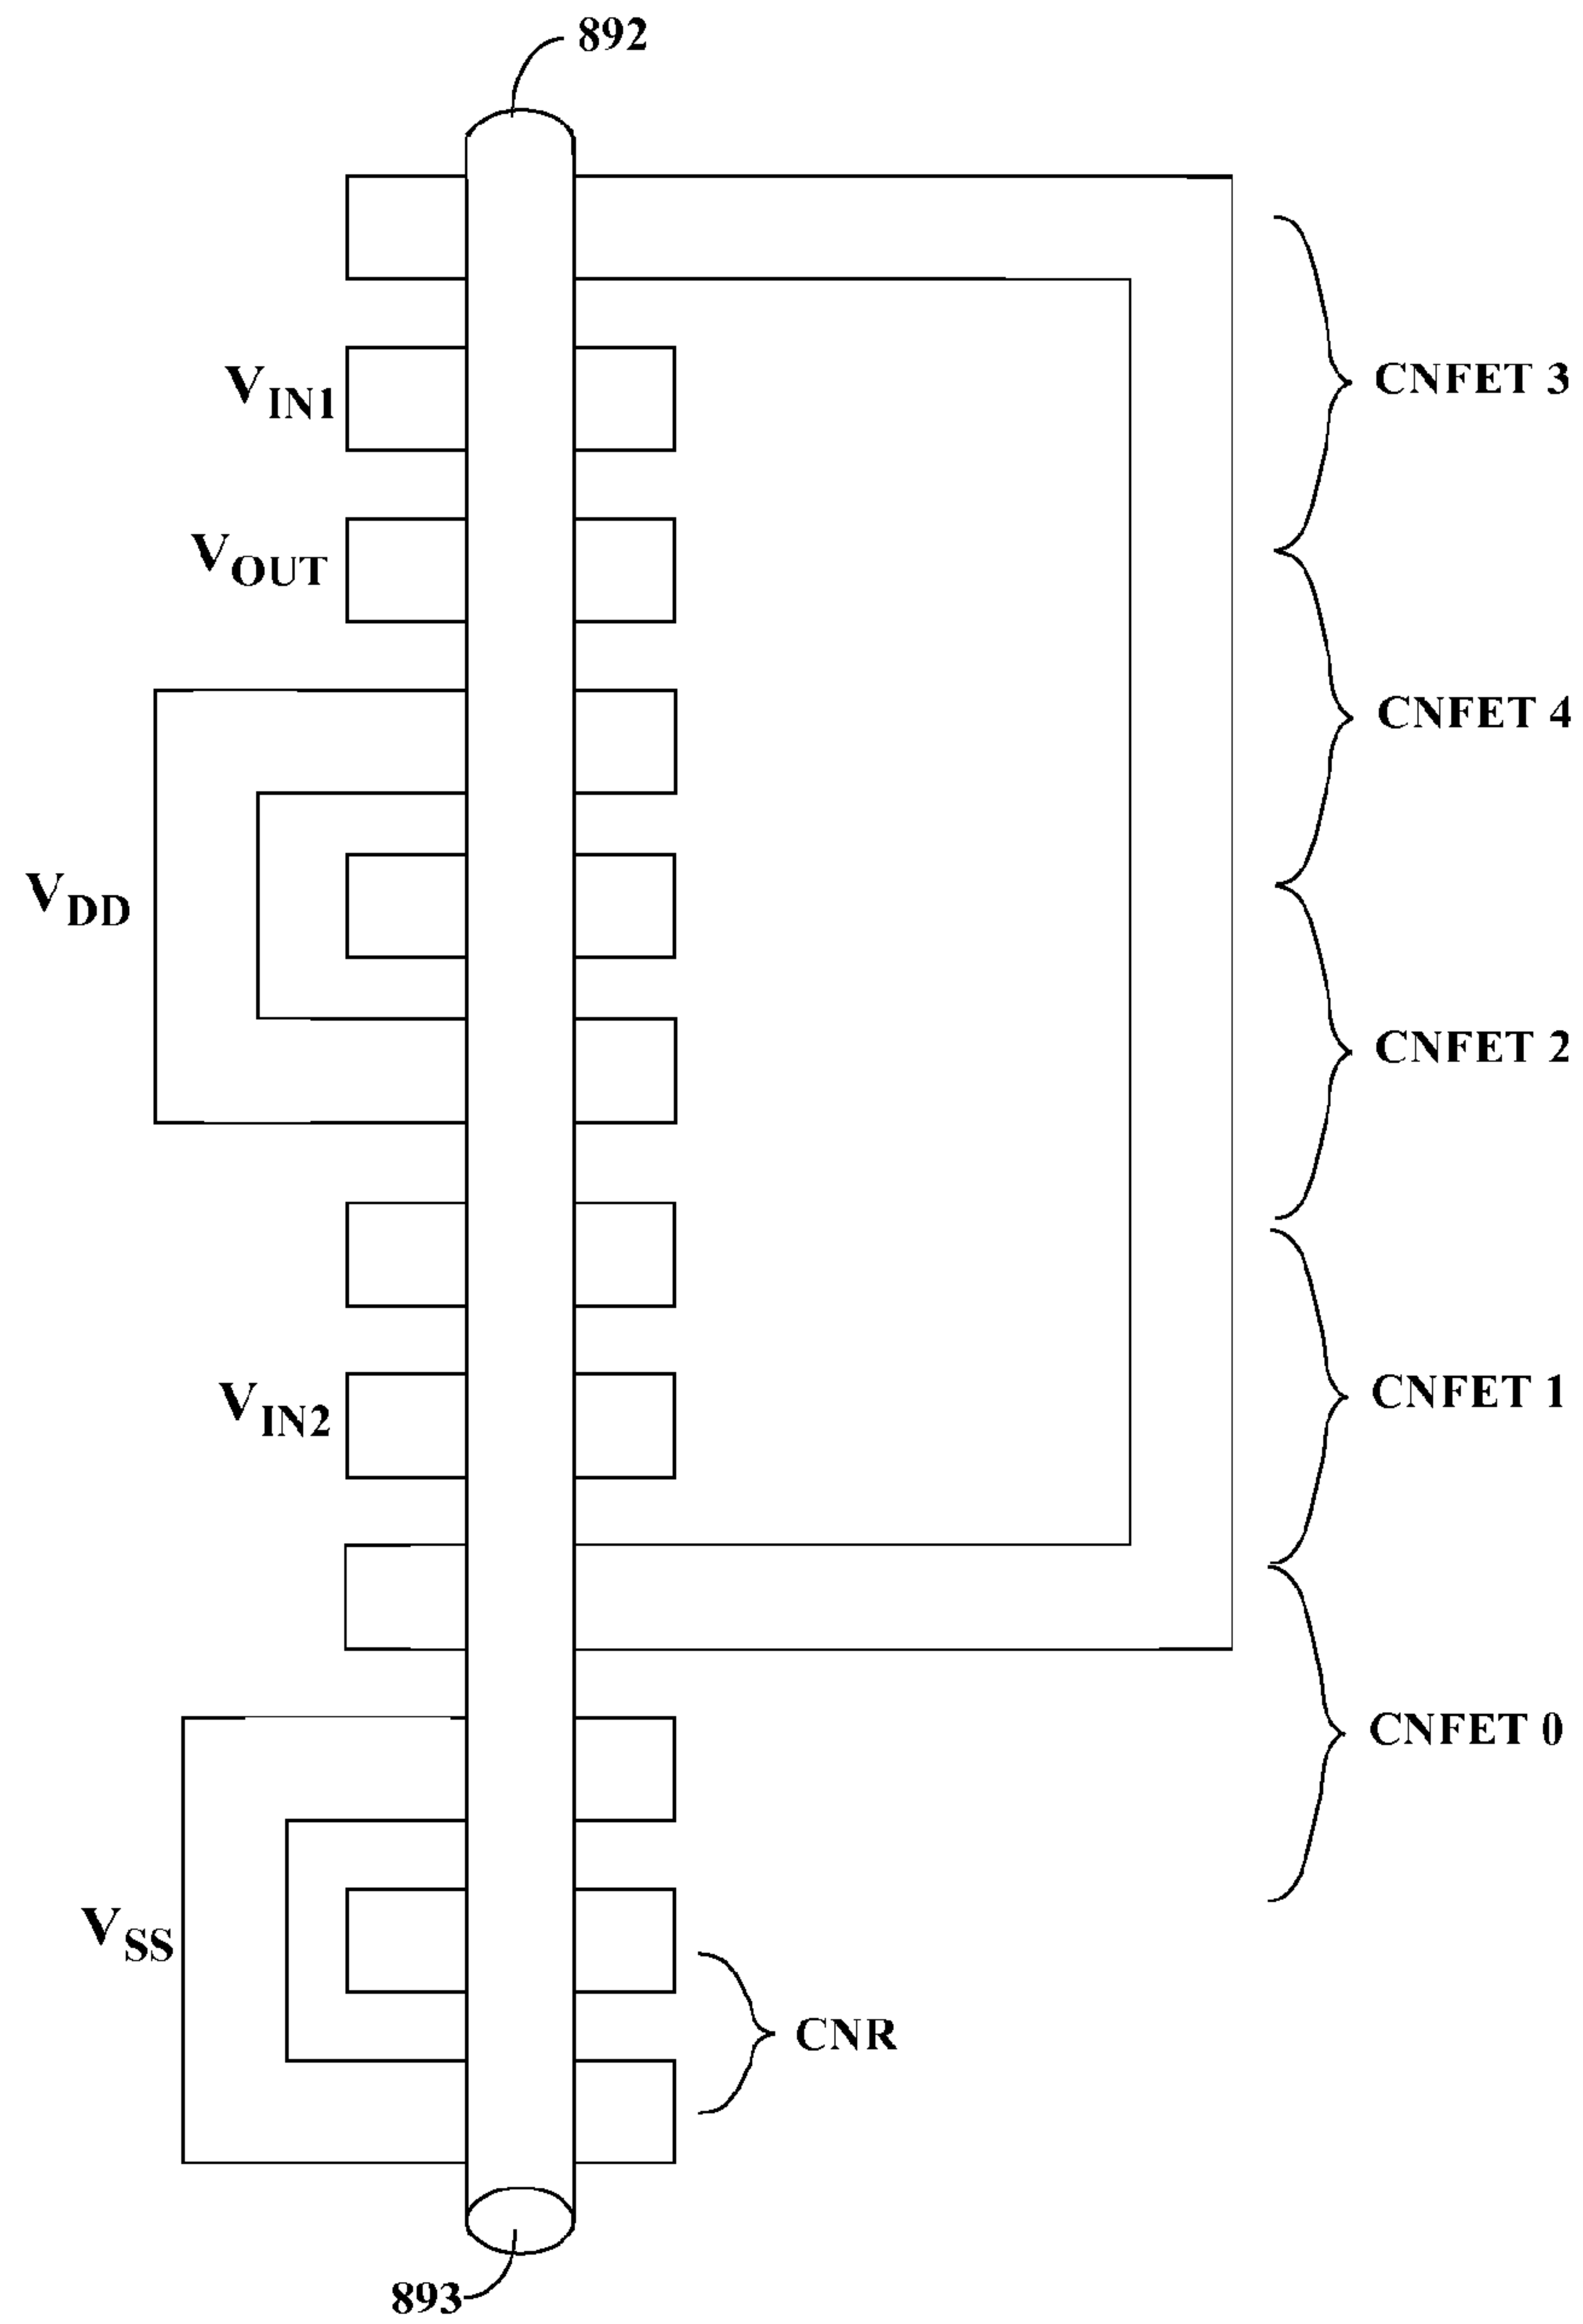 892
VIN1
CNFET 3
VOUT
CNFET 4
VDD
CNFET 2
VIN2
CNFET 1
CNFET 0
VSS
CNR
893